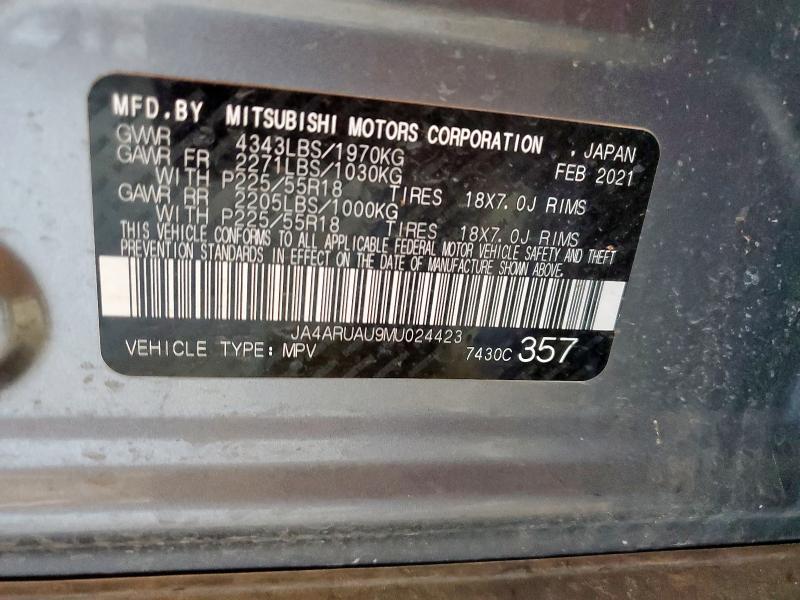 MFD.BY MITSUBISHI MOTORS CORPORATION , JAPAN
GVWR 4343LBS/1970KG FEB 2021
GAWR FR 2271LBS/1030KG
WITH P225/55R18 TIRES 18X7.0J RIMS
GAWR RR 2205LBS/1000KG
WITH P225/55R18 TIRES 18X7.0J RIMS
THIS VEHICLE CONFORMS TO ALL APPLICABLE FEDERAL MOTOR VEHICLE SAFETY AND THEFT
PREVENTION STANDARDS IN EFFECT ON THE DATE OF MANUFACTURE SHOWN ABOVE.
JA4ARUAU9MU024423
VEHICLE TYPE: MPV 7430C 357